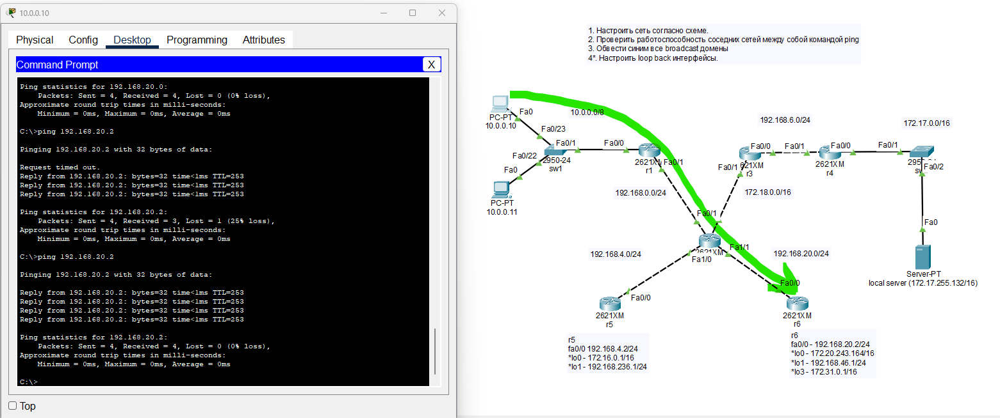 10.0.0.10
Physical Config Desktop Programming Attributes
Command Prompt X
Ping statistics for 192.168.20.0:
Packets: Sent = 4, Received = 4, Lost = 0 (0% loss),
Approximate round trip times in milli-seconds:
Minimum = 0ms, Maximum = 0ms, Average = 0ms
C:\>ping 192.168.20.2
Pinging 192.168.20.2 with 32 bytes of data:
Request timed out.
Reply from 192.168.20.2: bytes=32 time<1ms TTL=253
Reply from 192.168.20.2: bytes=32 time<1ms TTL=253
Reply from 192.168.20.2: bytes=32 time<1ms TTL=253
Ping statistics for 192.168.20.2:
Packets: Sent = 4, Received = 3, Lost = 1 (25% loss),
Approximate round trip times in milli-seconds:
Minimum = 0ms, Maximum = 0ms, Average = 0ms
C:\>ping 192.168.20.2
Pinging 192.168.20.2 with 32 bytes of data:
Reply from 192.168.20.2: bytes=32 time<1ms TTL=253
Reply from 192.168.20.2: bytes=32 time<1ms TTL=253
Reply from 192.168.20.2: bytes=32 time<1ms TTL=253
Reply from 192.168.20.2: bytes=32 time<1ms TTL=253
Ping statistics for 192.168.20.2:
Packets: Sent = 4, Received = 4, Lost = 0 (0% loss),
Approximate round trip times in milli-seconds:
Minimum = 0ms, Maximum = 0ms, Average = 0ms
C:\>
Top
1. Настроить сеть согласно схеме.
2. Проверить работоспособность соседних сетей между собой командой ping
3. Обвести синим все broadcast домены
4*. Настроить loop back интерфейсы.
PC-PT
10.0.0.10
Fa0
10.0.0.0/8
Fa0/23
Fa0/1
Fa0/22
2950-24
sw1
Fa0
PC-PT
10.0.0.11
Fa0/0
2621XM
r1
Fa0/1
192.168.0.0/24
192.168.6.0/24
Fa0/0
Fa0/1
Fa0/1
621XM
r3
172.18.0.0/16
Fa0/0
2621XM
r4
172.17.0.0/16
Fa0/1
Fa0/2
Fa0
Server-PT
local server (172.17.255.132/16)
Fa0/1
2621XM
Fa1/0
Fa1/1
192.168.4.0/24
192.168.20.0/24
Fa0/0
2621XM
r5
Fa0/0
2621XM
r6
r5
fa0/0 192.168.4.2/24
*lo0 - 172.16.0.1/16
*lo1 - 192.168.236.1/24
r6
fa0/0 - 192.168.20.2/24
*lo0 - 172.20.243.164/16
*lo1 - 192.168.46.1/24
*lo3 - 172.31.0.1/16